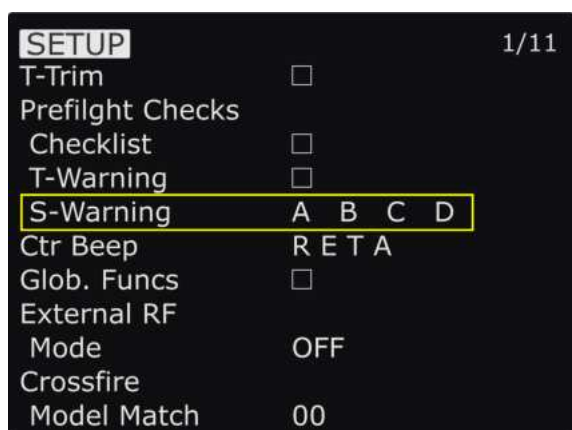 SETUP 1/11
T-Trim
Prefilght Checks
Checklist
T-Warning
S-Warning A B C D
Ctr Beep R E T A
Glob. Funcs
External RF
Mode OFF
Crossfire
Model Match 00